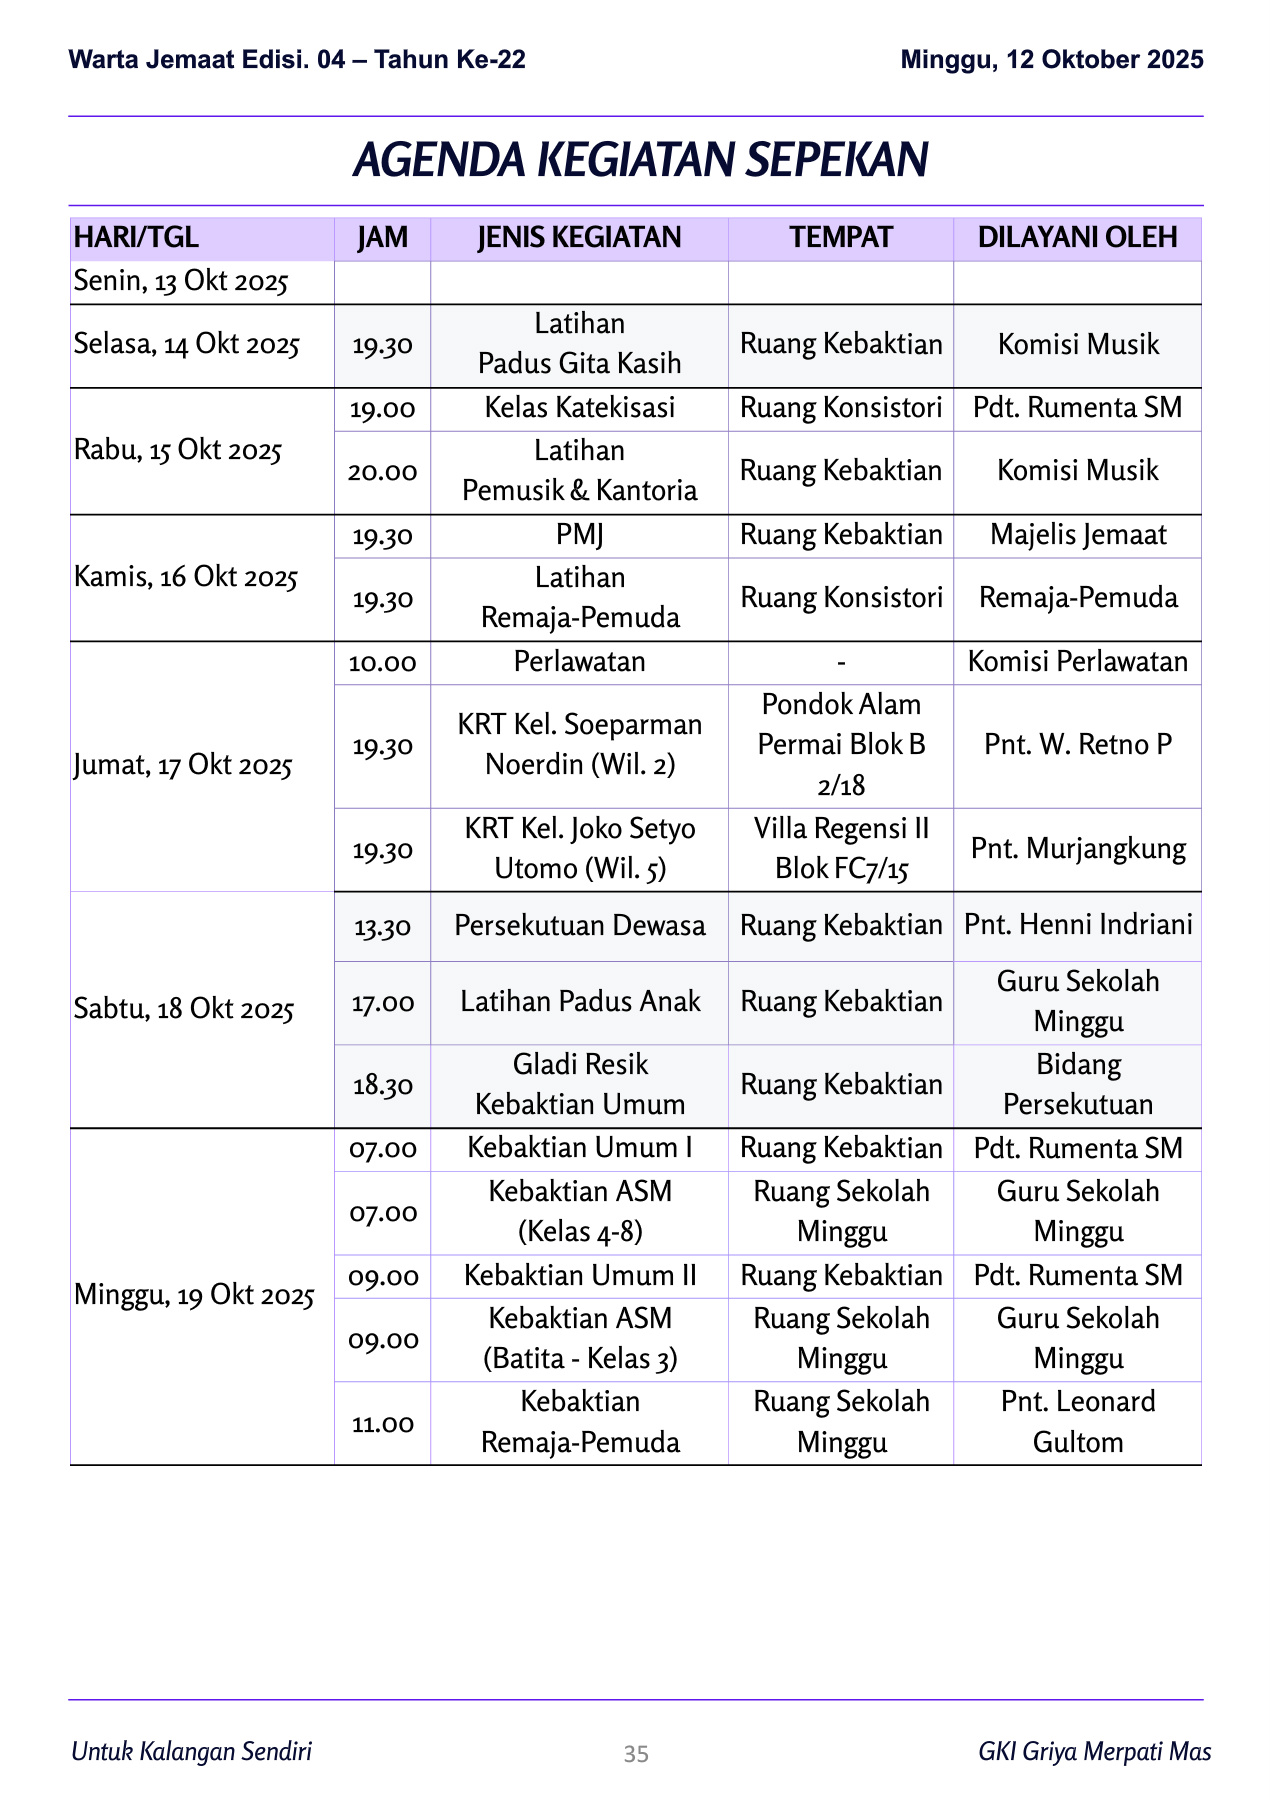 Warta Jemaat Edisi. 04 – Tahun Ke-22 Minggu, 12 Oktober 2025
AGENDA KEGIATAN SEPEKAN
HARI/TGL JAM JENIS KEGIATAN TEMPAT DILAYANI OLEH
Senin, 13 Okt 2025
Selasa, 14 Okt 2025 19.30 Latihan
Padus Gita Kasih Ruang Kebaktian Komisi Musik
Rabu, 15 Okt 2025 19.00 Kelas Katekisasi Ruang Konsistori Pdt. Rumenta SM
20.00 Latihan
Pemusik & Kantoria Ruang Kebaktian Komisi Musik
Kamis, 16 Okt 2025 19.30 PMJ Ruang Kebaktian Majelis Jemaat
19.30 Latihan
Remaja-Pemuda Ruang Konsistori Remaja-Pemuda
Jumat, 17 Okt 2025 10.00 Perlawatan - Komisi Perlawatan
19.30 KRT Kel. Soeparman
Noerdin (Wil. 2) Pondok Alam
Permai Blok B
2/18 Pnt. W. Retno P
19.30 KRT Kel. Joko Setyo
Utomo (Wil. 5) Villa Regensi II
Blok FC7/15 Pnt. Murjangkung
Sabtu, 18 Okt 2025 13.30 Persekutuan Dewasa Ruang Kebaktian Pnt. Henni Indriani
17.00 Latihan Padus Anak Ruang Kebaktian Guru Sekolah
Minggu
18.30 Gladi Resik
Kebaktian Umum Ruang Kebaktian Bidang
Persekutuan
Minggu, 19 Okt 2025 07.00 Kebaktian Umum I Ruang Kebaktian Pdt. Rumenta SM
07.00 Kebaktian ASM
(Kelas 4-8) Ruang Sekolah
Minggu Guru Sekolah
Minggu
09.00 Kebaktian Umum II Ruang Kebaktian Pdt. Rumenta SM
09.00 Kebaktian ASM
(Batita - Kelas 3) Ruang Sekolah
Minggu Guru Sekolah
Minggu
11.00 Kebaktian
Remaja-Pemuda Ruang Sekolah
Minggu Pnt. Leonard
Gultom
Untuk Kalangan Sendiri 35 GKI Griya Merpati Mas